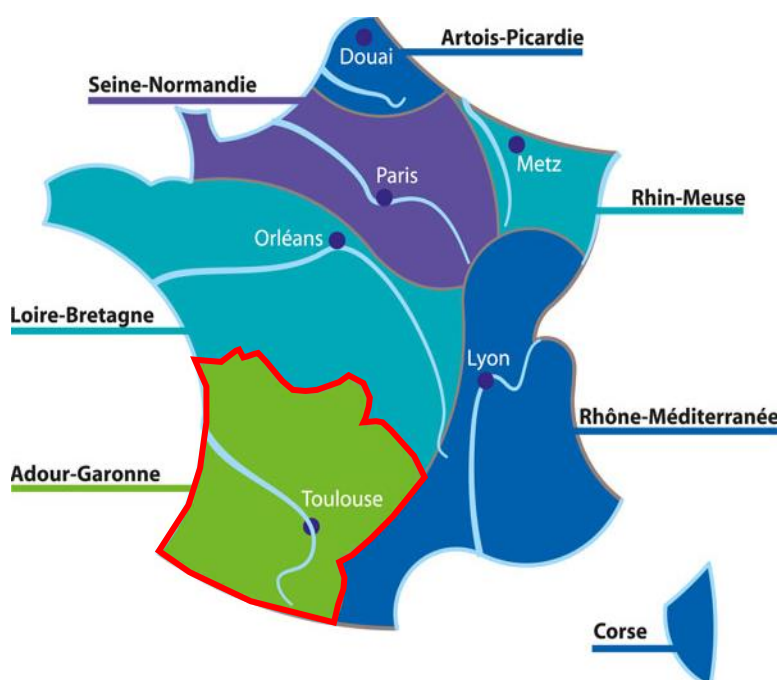 Artois-Picardie
Douai
Seine-Normandie
Metz
Paris
Rhin-Meuse
Orléans
Loire-Bretagne
Lyon
Rhône-Méditerranée
Adour-Garonne
Toulouse
Corse